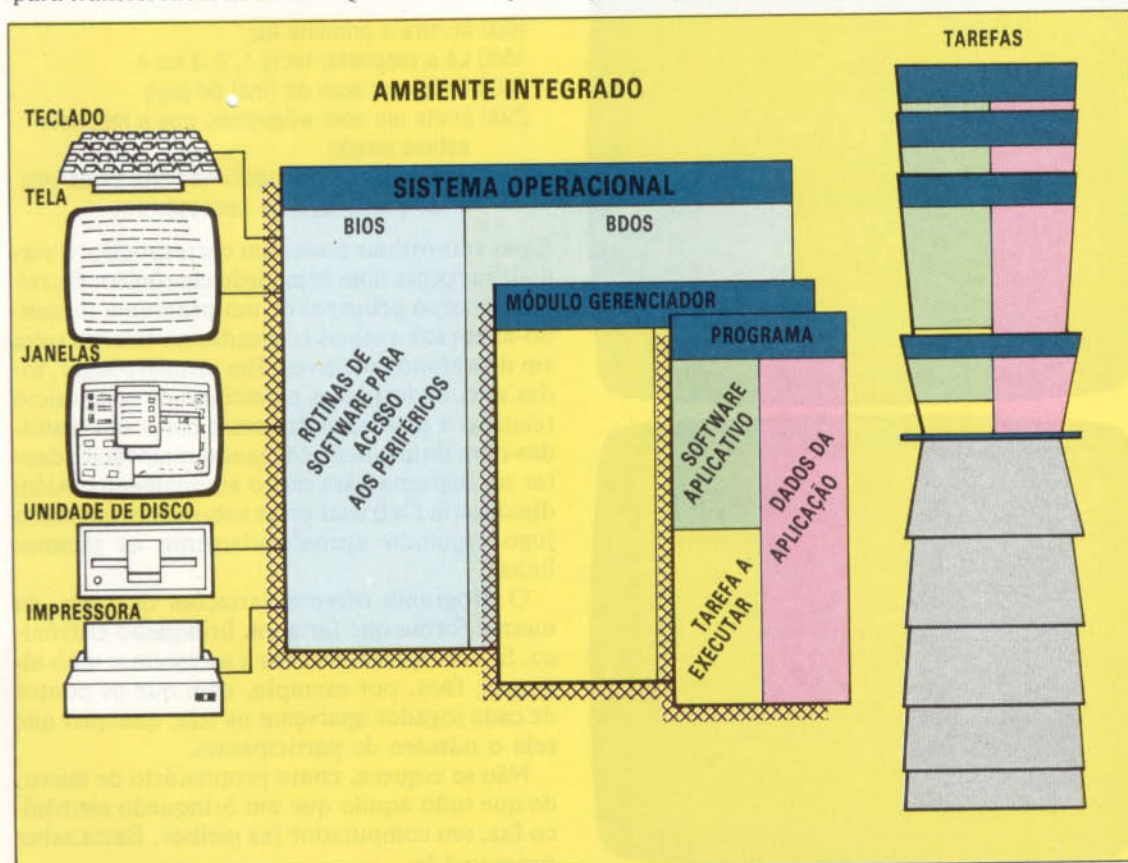 TAREFAS
AMBIENTE INTEGRADO
TECLADO
TELA
JANELAS
UNIDADE DE DISCO
IMPRESSORA
SISTEMA OPERACIONAL
BIOS
BDOS
ROTINAS DE
SOFTWARE PARA
ACESSO
AOS PERIFÉRICOS
MÓDULO GERENCIADOR
PROGRAMA
SOFTWARE
APLICATIVO
DADOS DA
APLICAÇÃO
TAREFA A
EXECUTAR